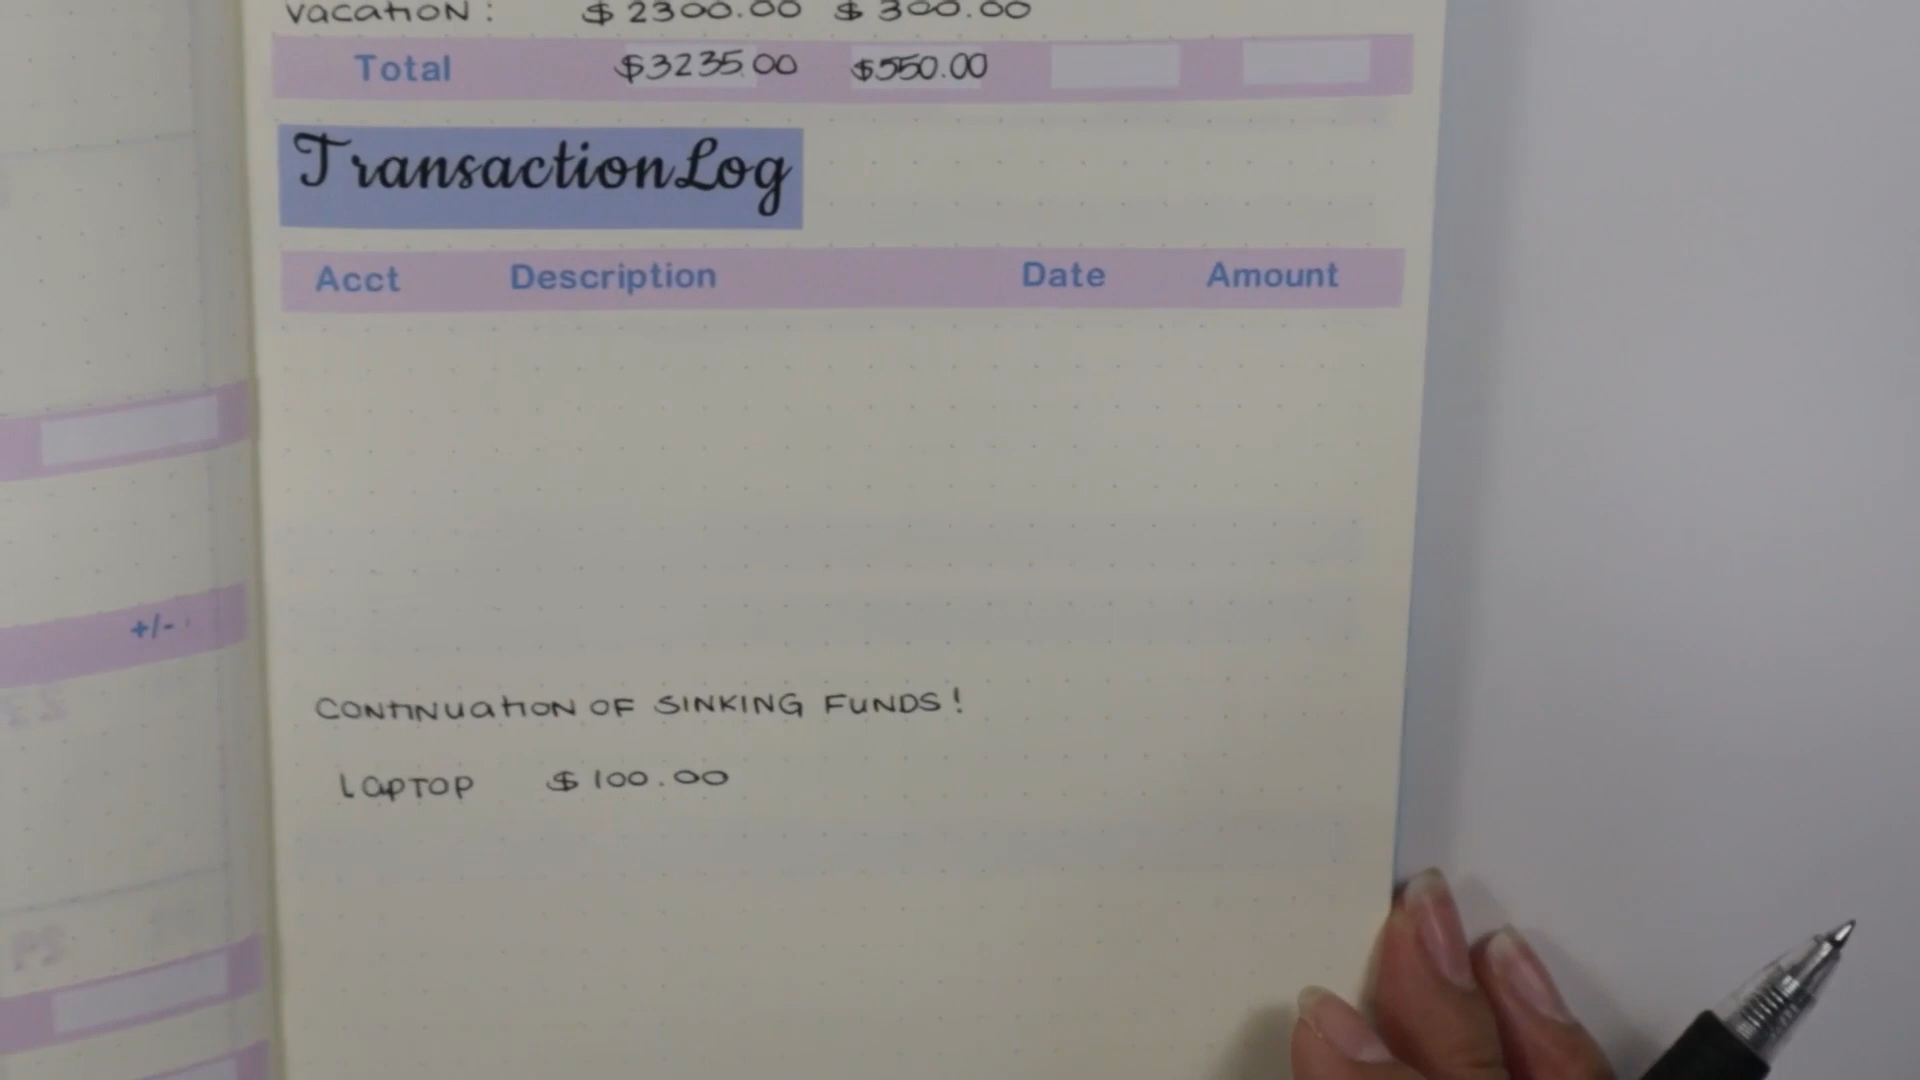 Vacation: $2300.00 $300.00
Total $3235.00 $550.00
TransactionLog
Acct Description Date Amount
+/-
CONTINUATION OF SINKING FUNDS!
Laptop $100.00